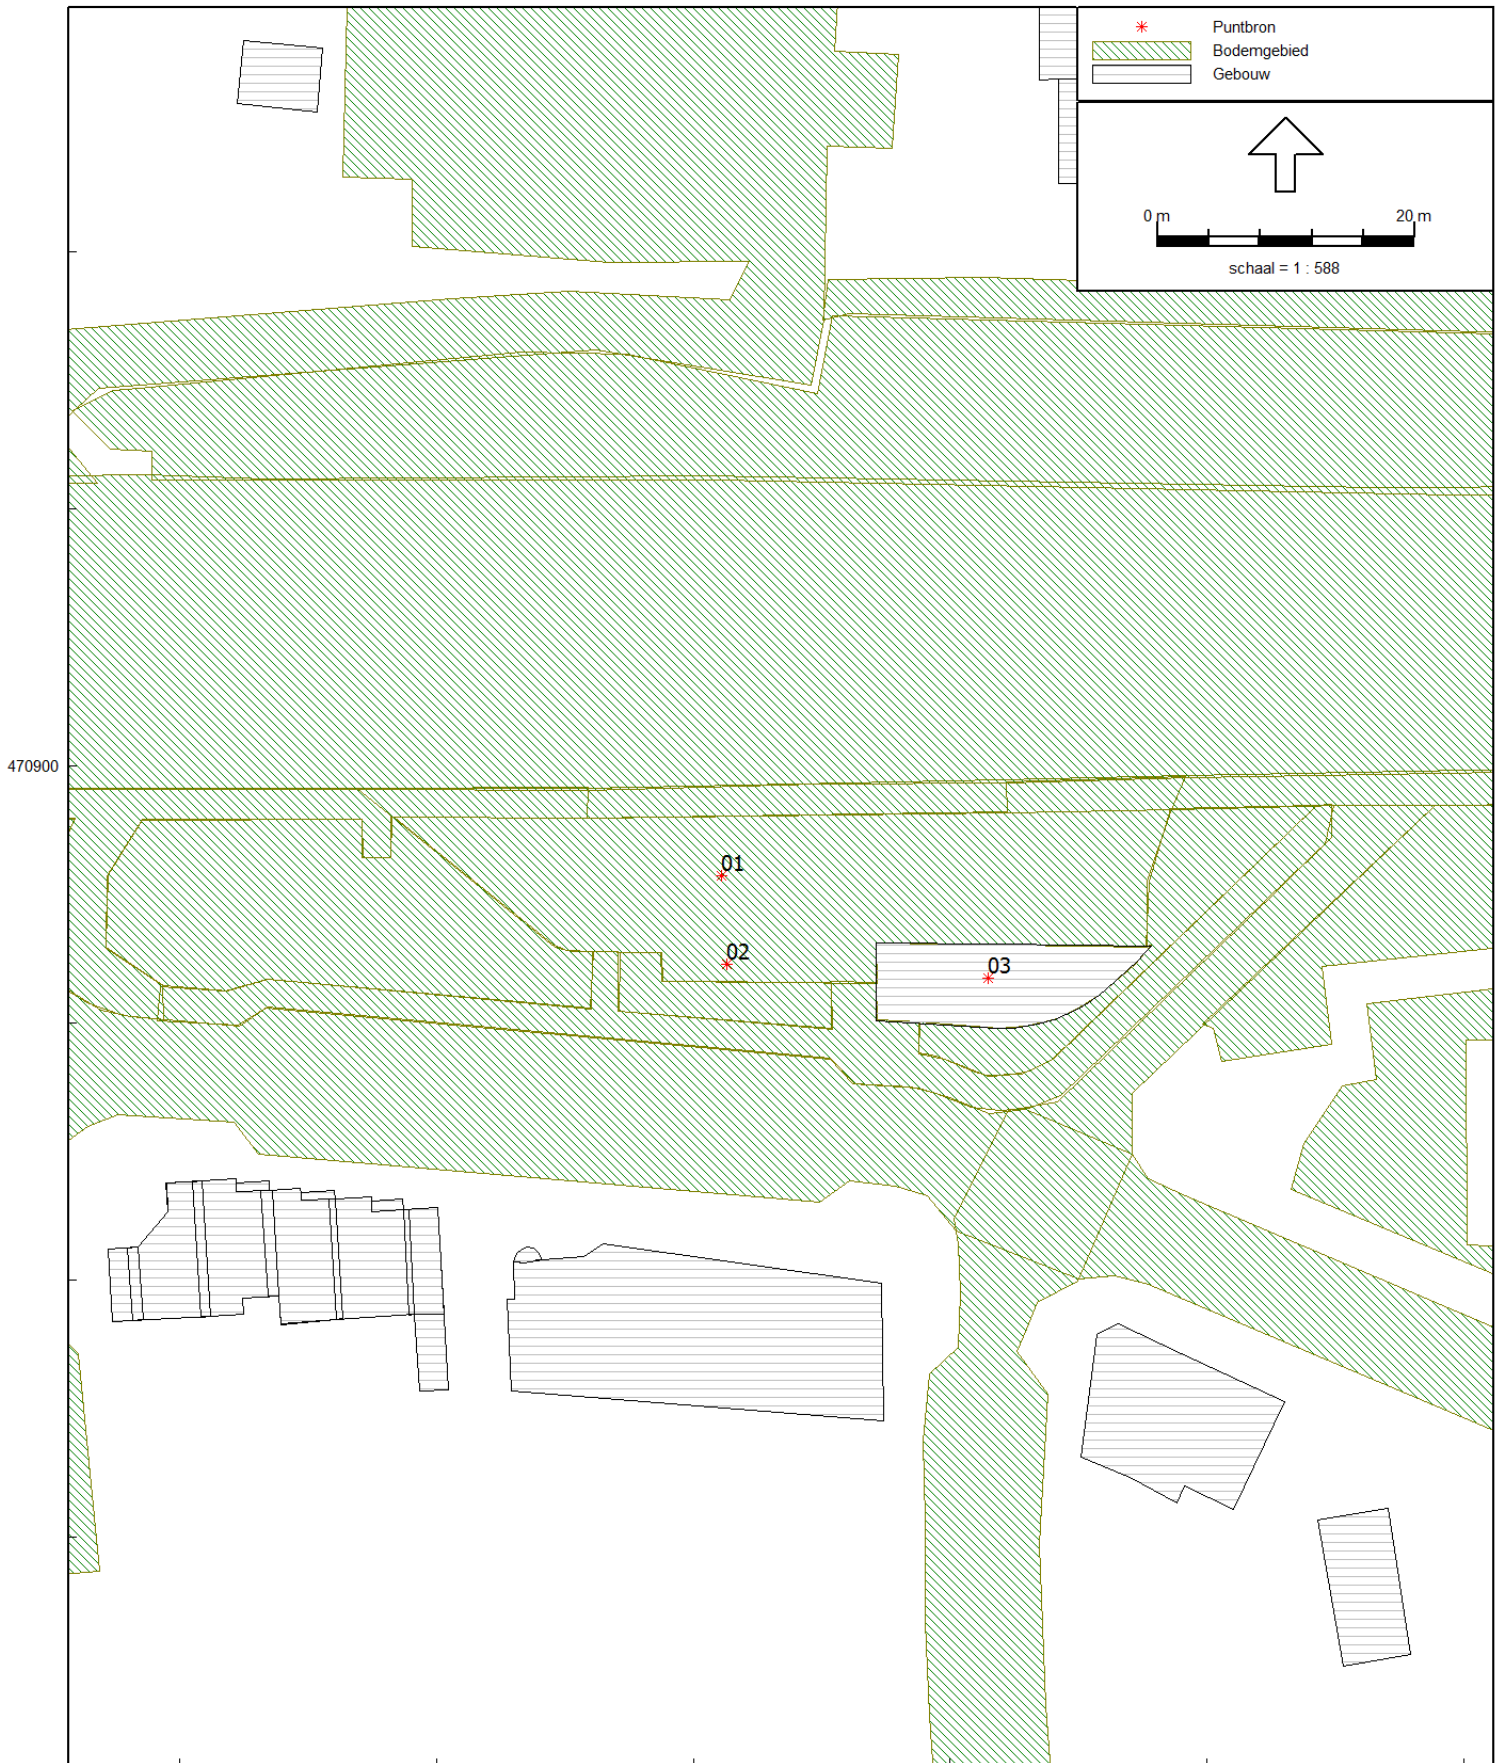 Puntbron
Bodemgebied
Gebouw
0 m 20 m
schaal = 1 : 588
470900
01
02
03